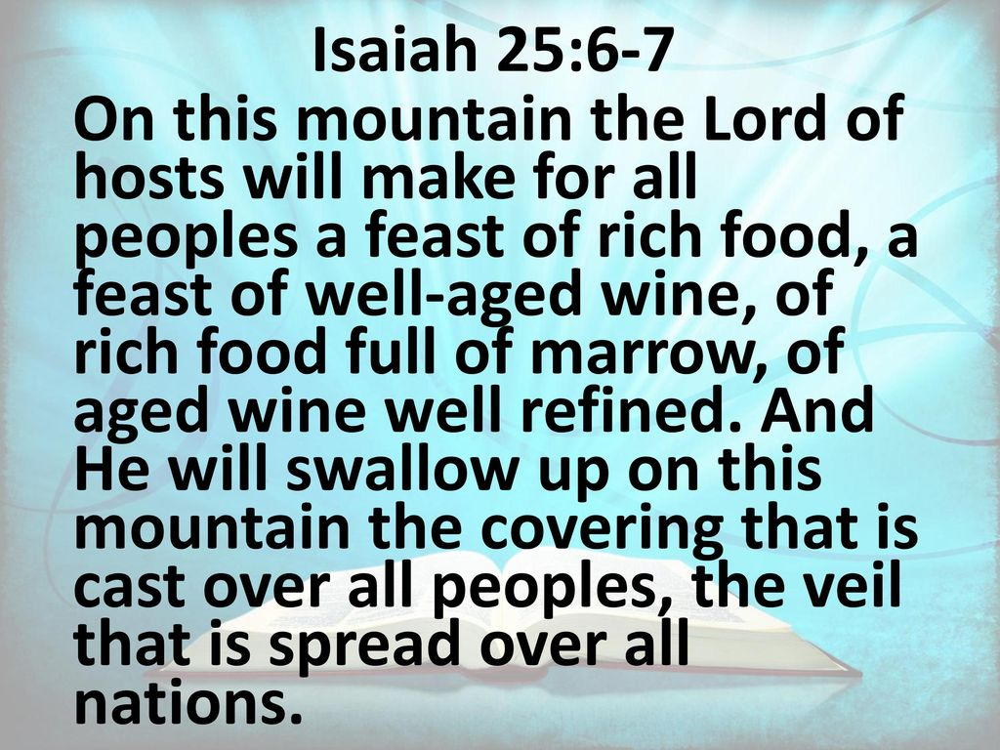 Isaiah 25:6-7
On this mountain the Lord of
hosts will make for all
peoples a feast of rich food, a
feast of well-aged wine, of
rich food full of marrow, of
aged wine well refined. And
He will swallow up on this
mountain the covering that is
cast over all peoples, the veil
that is spread over all
nations.